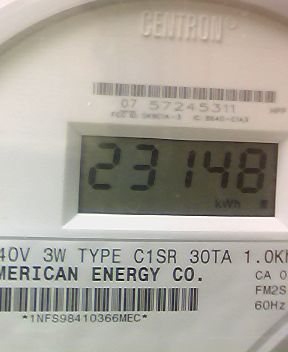 CENTRON
07 57245311
23148
kWh
40V 3W TYPE C1SR 30TA 1.0Kh
MERICAN ENERGY CO.
CA 0
FM2S
60Hz
*1NFS98410366MEC*